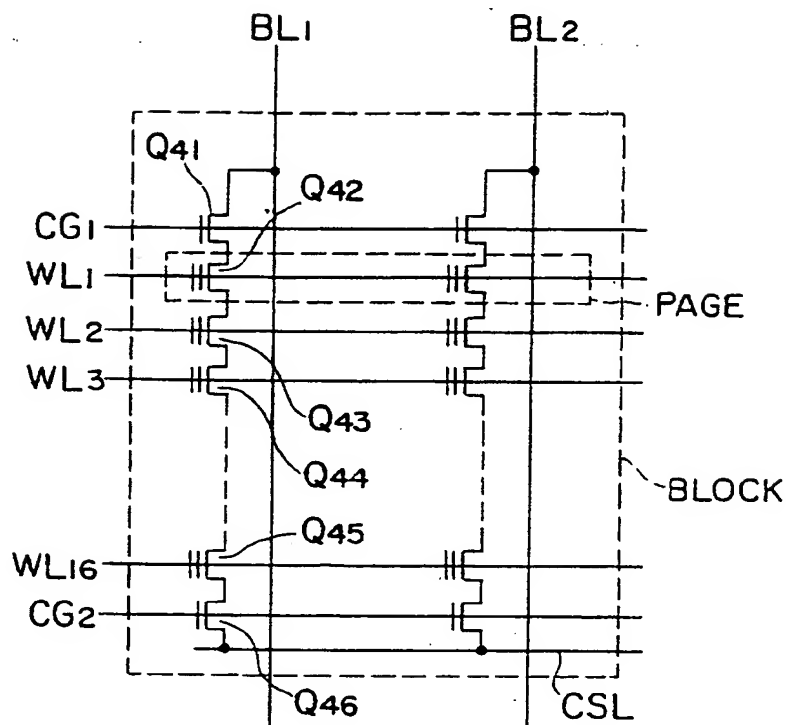 BL1 BL2
Q41
Q42
CG1
WL1
PAGE
WL2
WL3
Q43
Q44
BLOCK
Q45
WL16
CG2
CSL
Q46